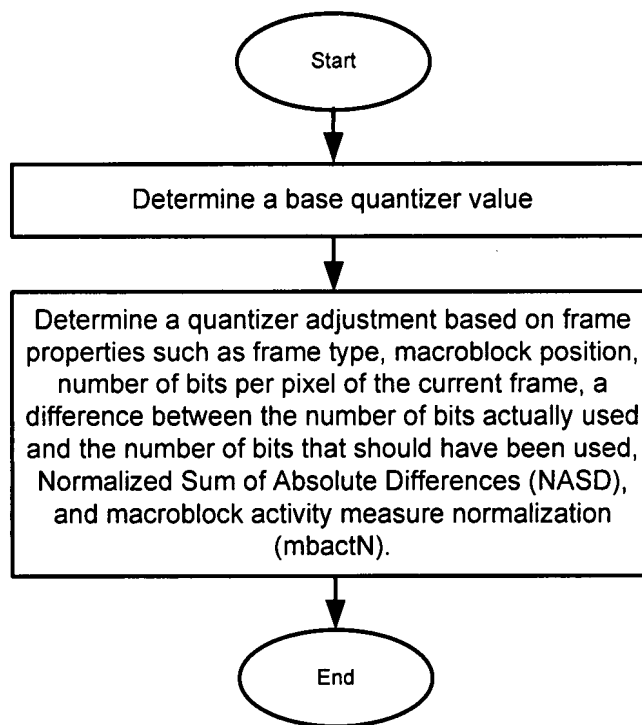 Start
Determine a base quantizer value
Determine a quantizer adjustment based on frame
properties such as frame type, macroblock position,
number of bits per pixel of the current frame, a
difference between the number of bits actually used
and the number of bits that should have been used,
Normalized Sum of Absolute Differences (NASD),
and macroblock activity measure normalization
(mbactN).
End